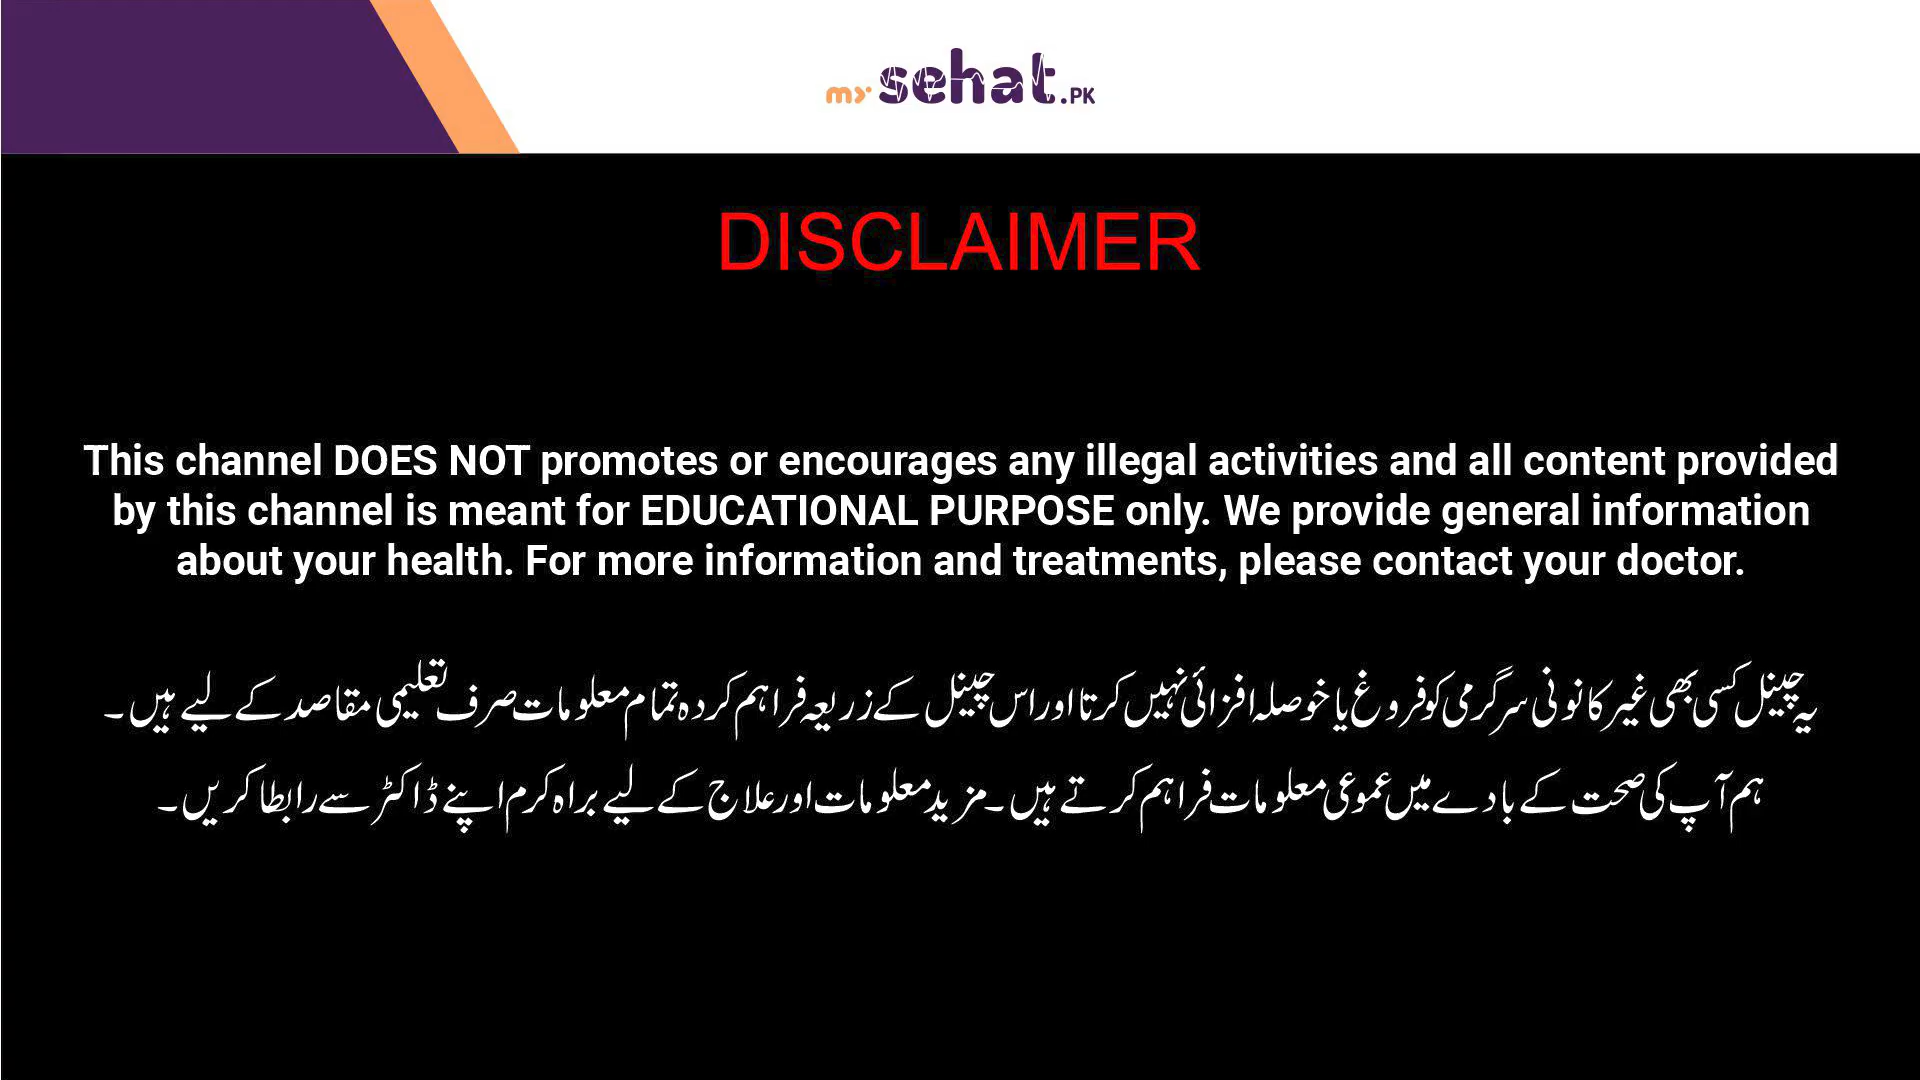 my sehat.PK
DISCLAIMER
This channel DOES NOT promotes or encourages any illegal activities and all content provided
by this channel is meant for EDUCATIONAL PURPOSE only. We provide general information
about your health. For more information and treatments, please contact your doctor.
یہ چینل کسی بھی غیر کانونی سرگرمی کو فروغ یا خوصلہ افزائی نہیں کرتا اور اس چینل کے زریعہ فراہم کردہ تمام معلومات صرف تعلیمی مقاصد کے لیے ہیں۔
ہم آپ کی صحت کے بادے میں عموعی معلومات فراہم کرتے ہیں۔ مزید معلومات اور علاج کے لیے براہ کرم اپنے ڈاکٹر سے رابطا کریں۔